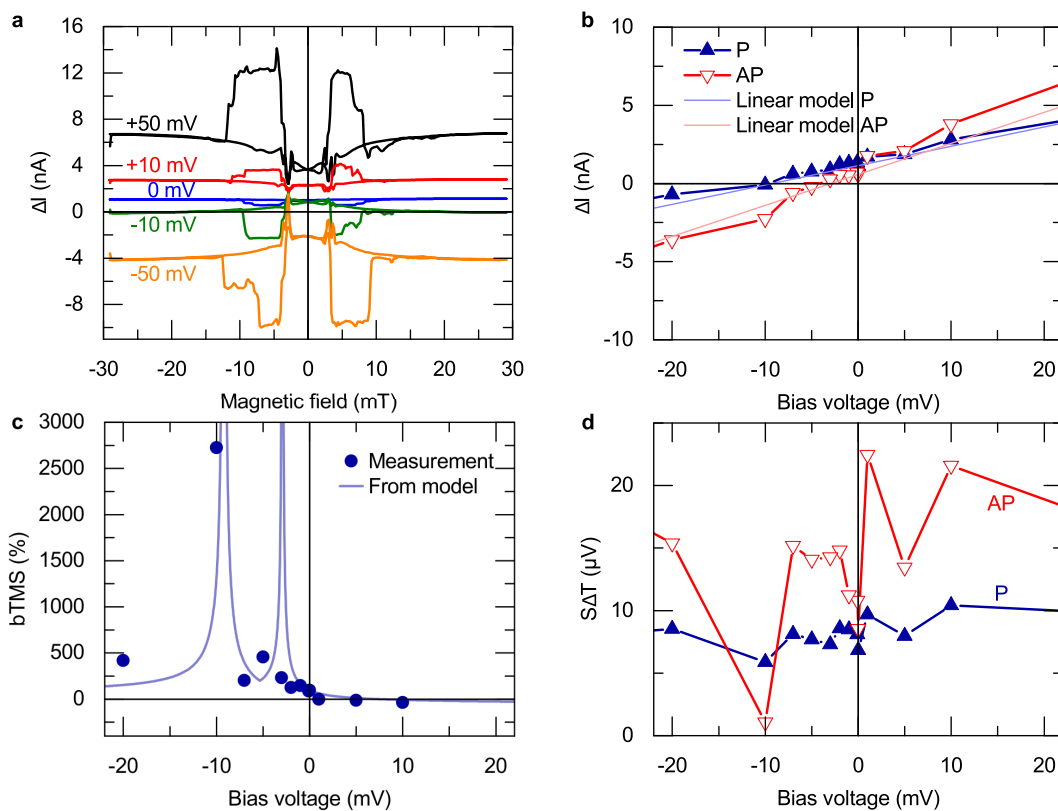 a
16
12
8
4
0
-4
-8
ΔI (nA)
+50 mV
+10 mV
0 mV
-10 mV
-50 mV
-30 -20 -10 0 10 20 30
Magnetic field (mT)
b
10
5
0
-5
-10
ΔI (nA)
P
AP
Linear model P
Linear model AP
-20 -10 0 10 20
Bias voltage (mV)
c
3000
2500
2000
1500
1000
500
0
bTMS (%)
Measurement
From model
-20 -10 0 10 20
Bias voltage (mV)
d
20
10
0
SΔT (µV)
AP
P
-20 -10 0 10 20
Bias voltage (mV)